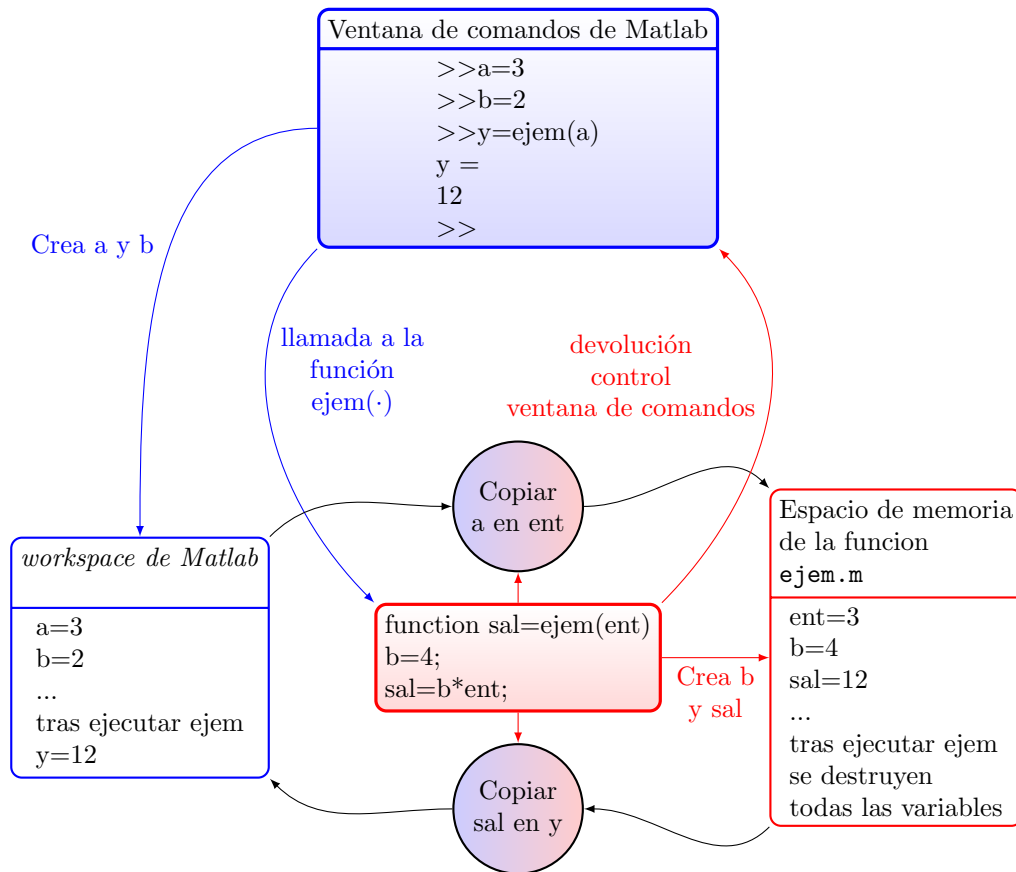 Ventana de comandos de Matlab
>>a=3
>>b=2
>>y=ejem(a)
y =
12
>>
Crea a y b
llamada a la
función
ejem(·)
devolución
control
ventana de comandos
Copiar
a en ent
workspace de Matlab
a=3
b=2
...
tras ejecutar ejem
y=12
function sal=ejem(ent)
b=4;
sal=b*ent;
Crea b
y sal
Espacio de memoria
de la funcion
ejem.m
ent=3
b=4
sal=12
...
tras ejecutar ejem
se destruyen
todas las variables
Copiar
sal en y